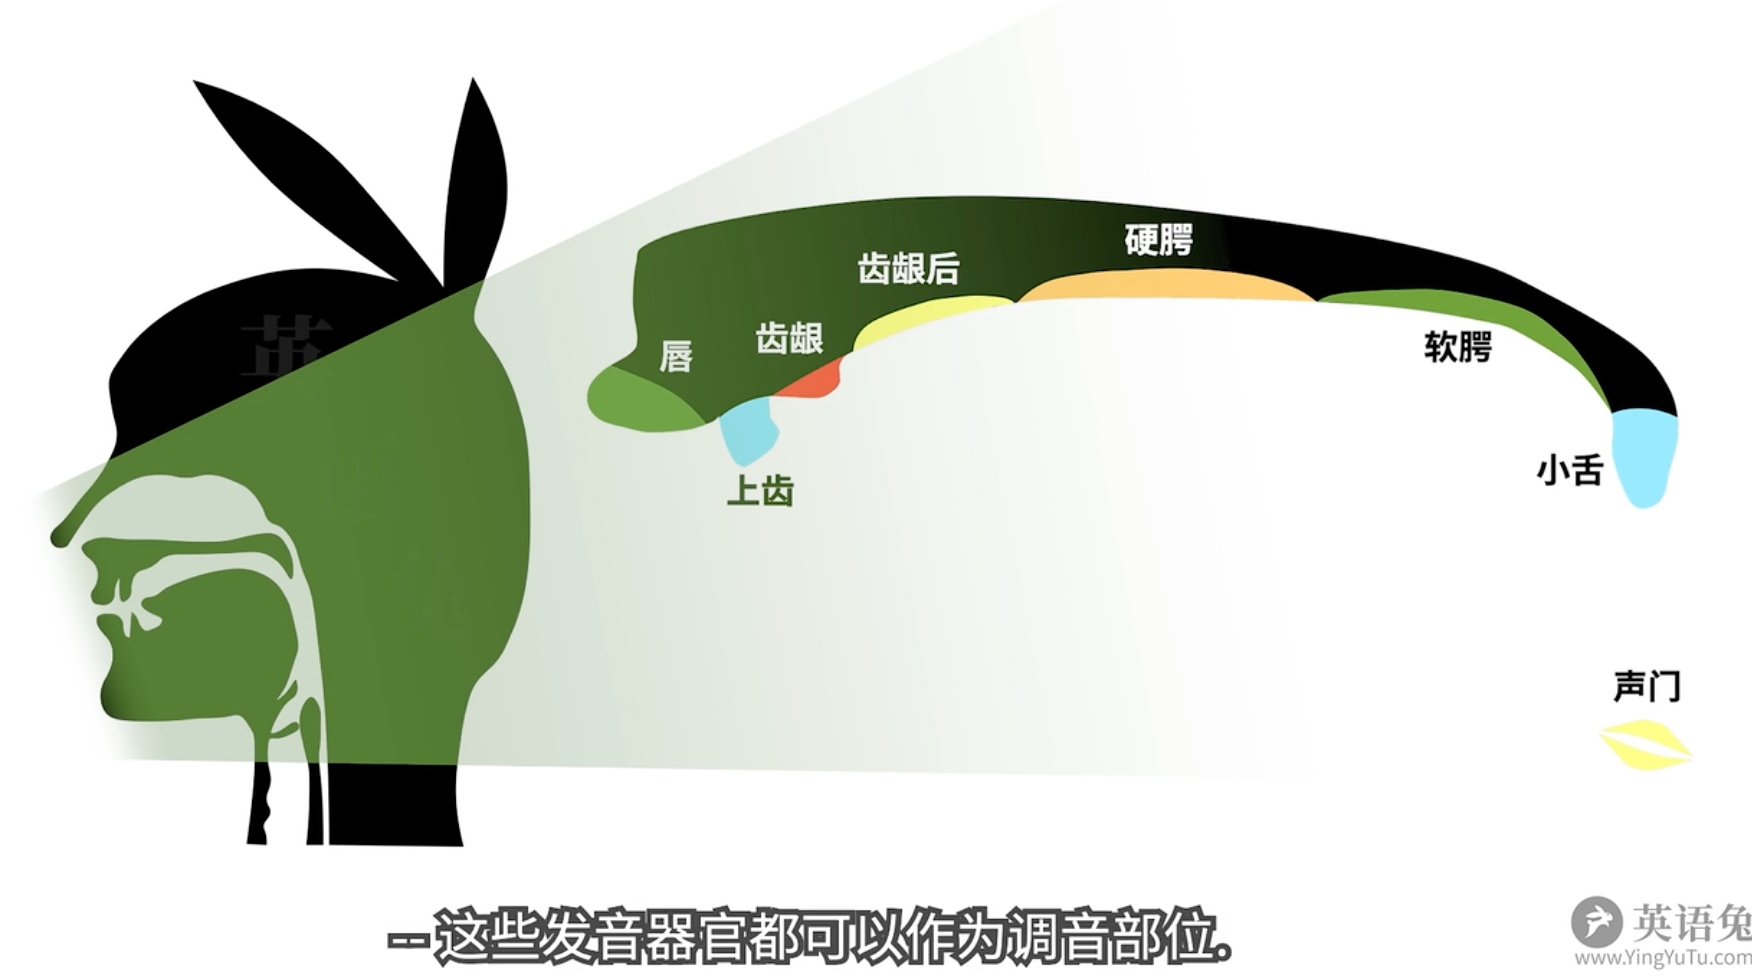 硬腭
齿龈后
齿龈
唇
软腭
上齿
小舌
声门
-- 这些发音器官都可以作为调音部位.
英语兔
www.YingYuTu.com
英